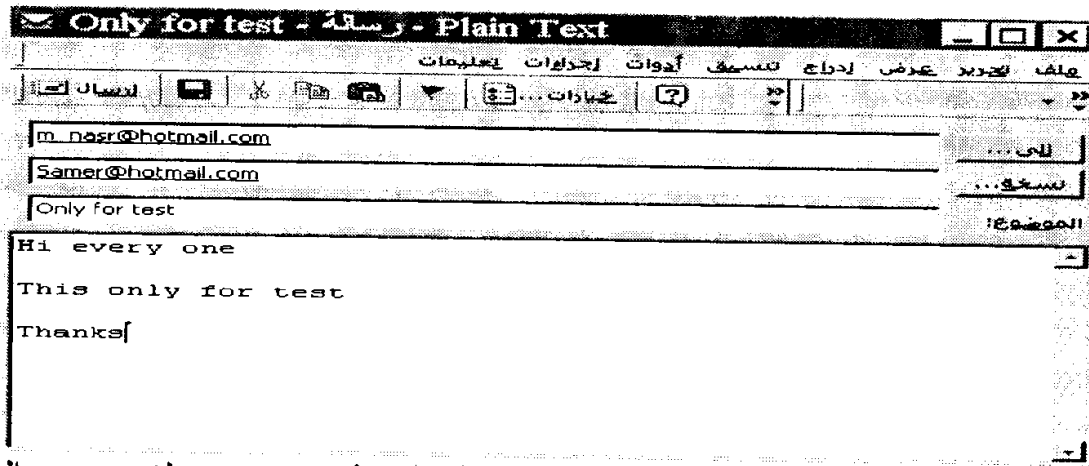 Only for test - رسالة - Plain Text
ملف تحرير عرض إدراج تنسيق أدوات إجراءات تعليمات
إرسال خيارات...
إلى... m_nasr@hotmail.com
نسخة... Samer@hotmail.com
الموضوع: Only for test
Hi every one
This only for test
Thanks